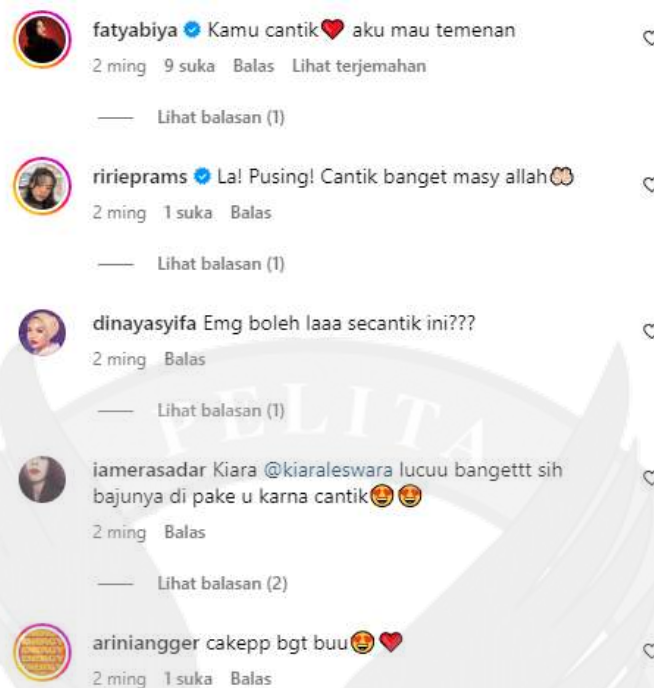 fatyabiya Kamu cantik❤️ aku mau temenan
2 ming 9 suka Balas Lihat terjemahan
Lihat balasan (1)
ririeprams La! Pusing! Cantik banget masy allah🤲🏻
2 ming 1 suka Balas
Lihat balasan (1)
dinayasyifa Emg boleh laaa secantik ini???
2 ming Balas
Lihat balasan (1)
PELITA
iamerasadar Kiara @kiaraleswara lucuu bangettt sih
bajunya di pake u karna cantik🤩🤩
2 ming Balas
Lihat balasan (2)
ariniangger cakepp bgt buu🤩❤️
2 ming 1 suka Balas